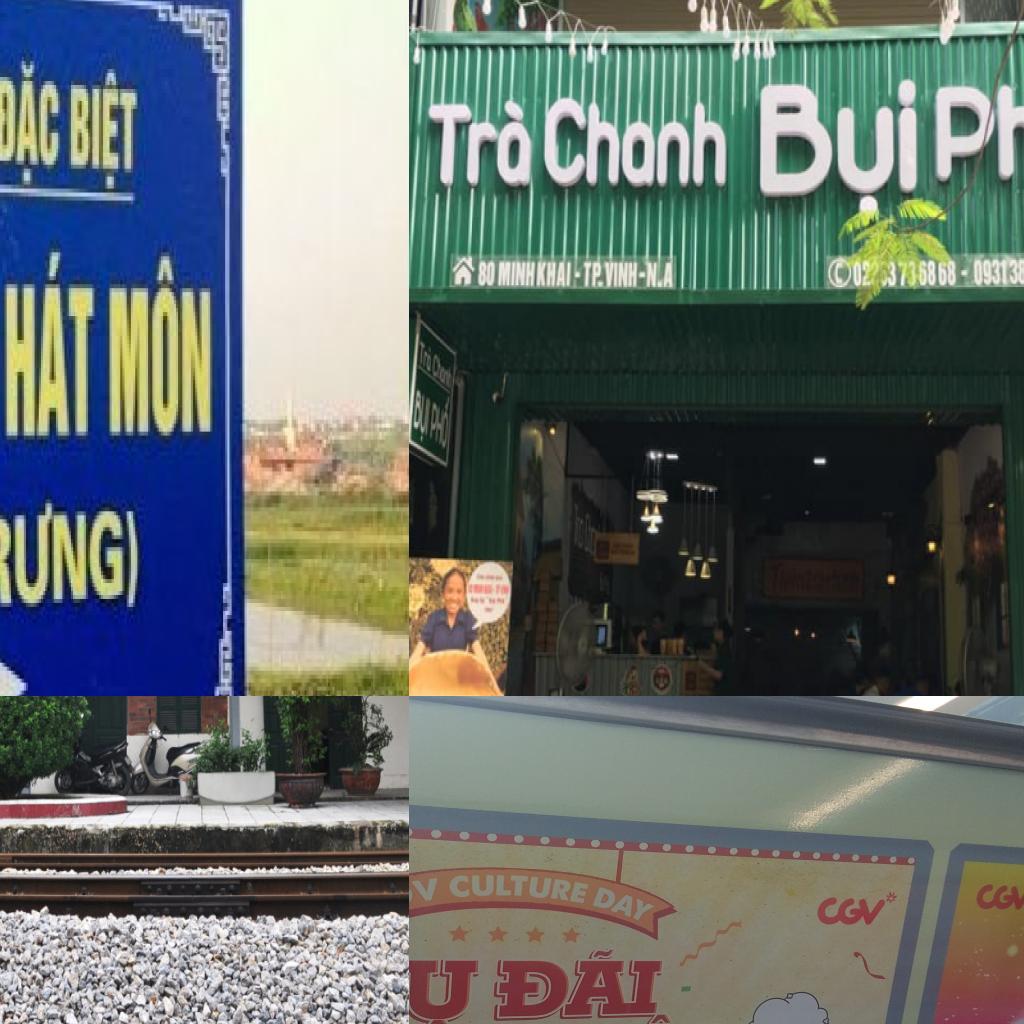 ĐẶC BIỆT
HÁT MÔN
RƯNG)
Trà Chanh Bụi Ph
80 MINH KHAI - TP.VINH-N.A
Trà Chanh
BỤI PHỐ
V CULTURE DAY
CGV
Ụ ĐÃI
CGV